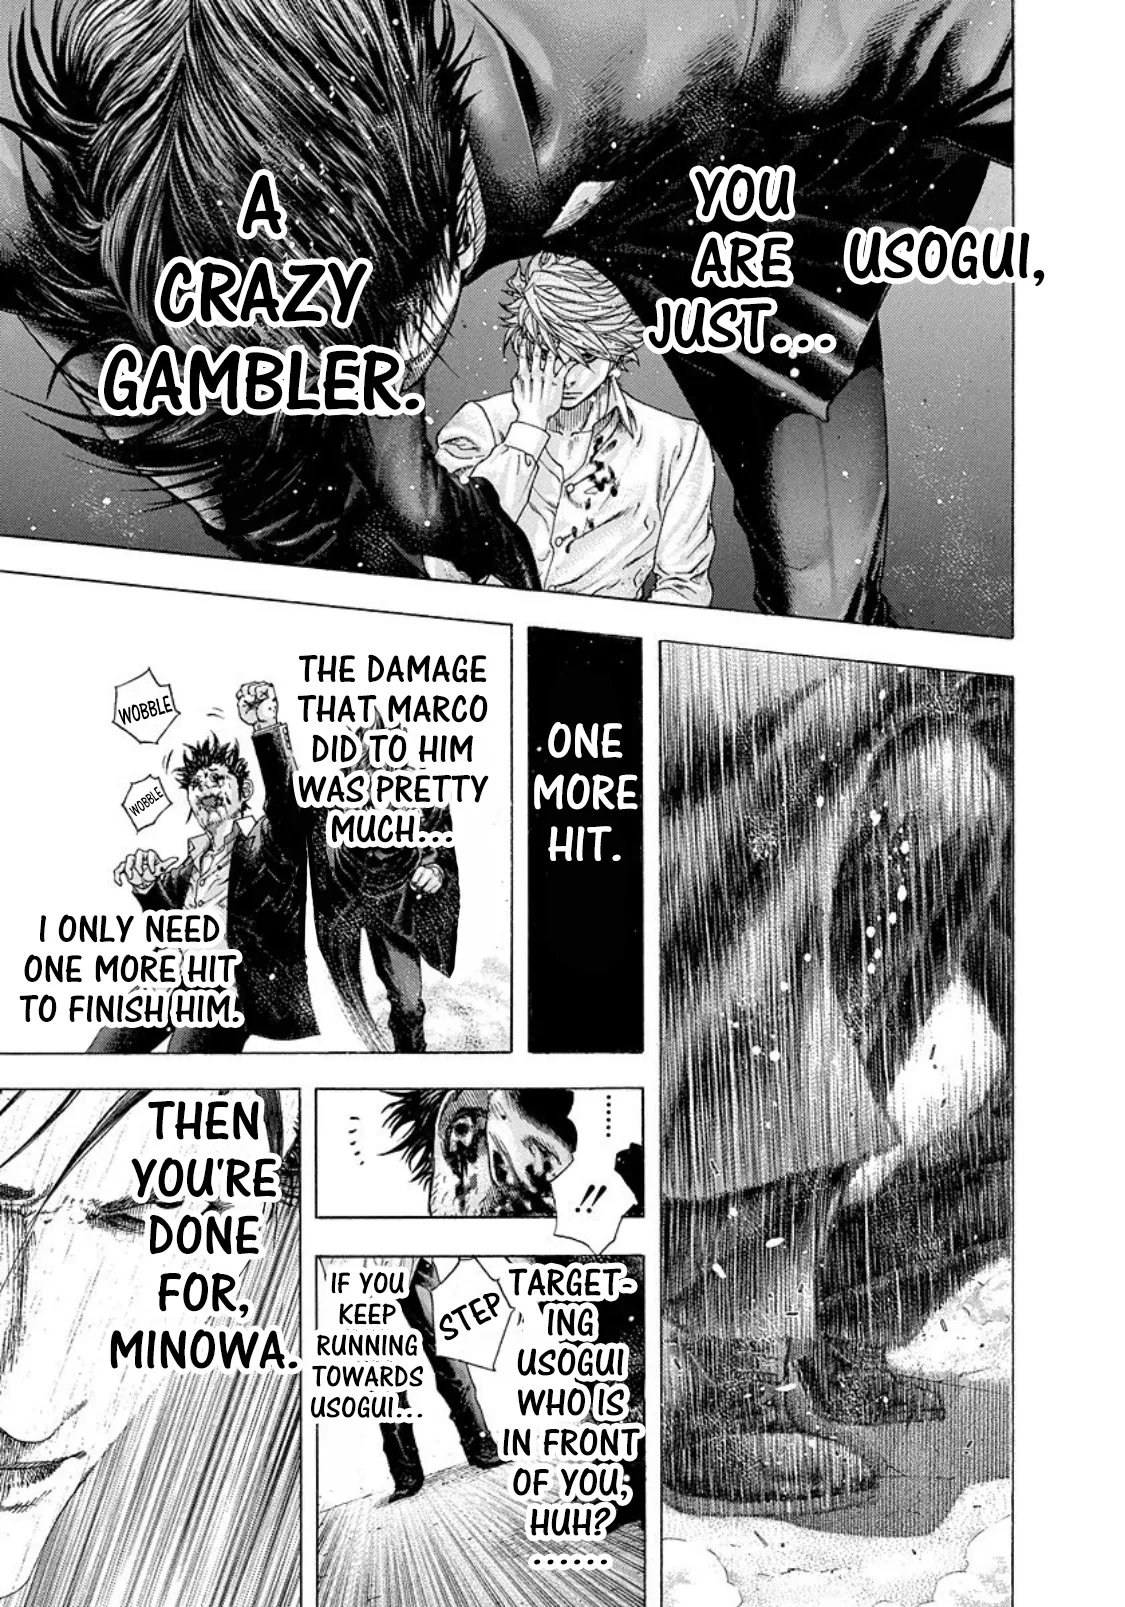 USOGUI,
YOU
ARE
JUST...
A
CRAZY
GAMBLER.
ONE
MORE
HIT.
THE DAMAGE
THAT MARCO
DID TO HIM
WAS PRETTY
MUCH...
WOBBLE
WOBBLE
I ONLY NEED
ONE MORE HIT
TO FINISH HIM.
......
!!
TARGET-
ING
USOGUI
WHO IS
IN FRONT
OF YOU,
HUH?
......
STEP
IF YOU
KEEP
RUNNING
TOWARDS
USOGUI...
THEN
YOU'RE
DONE
FOR,
MINOWA.